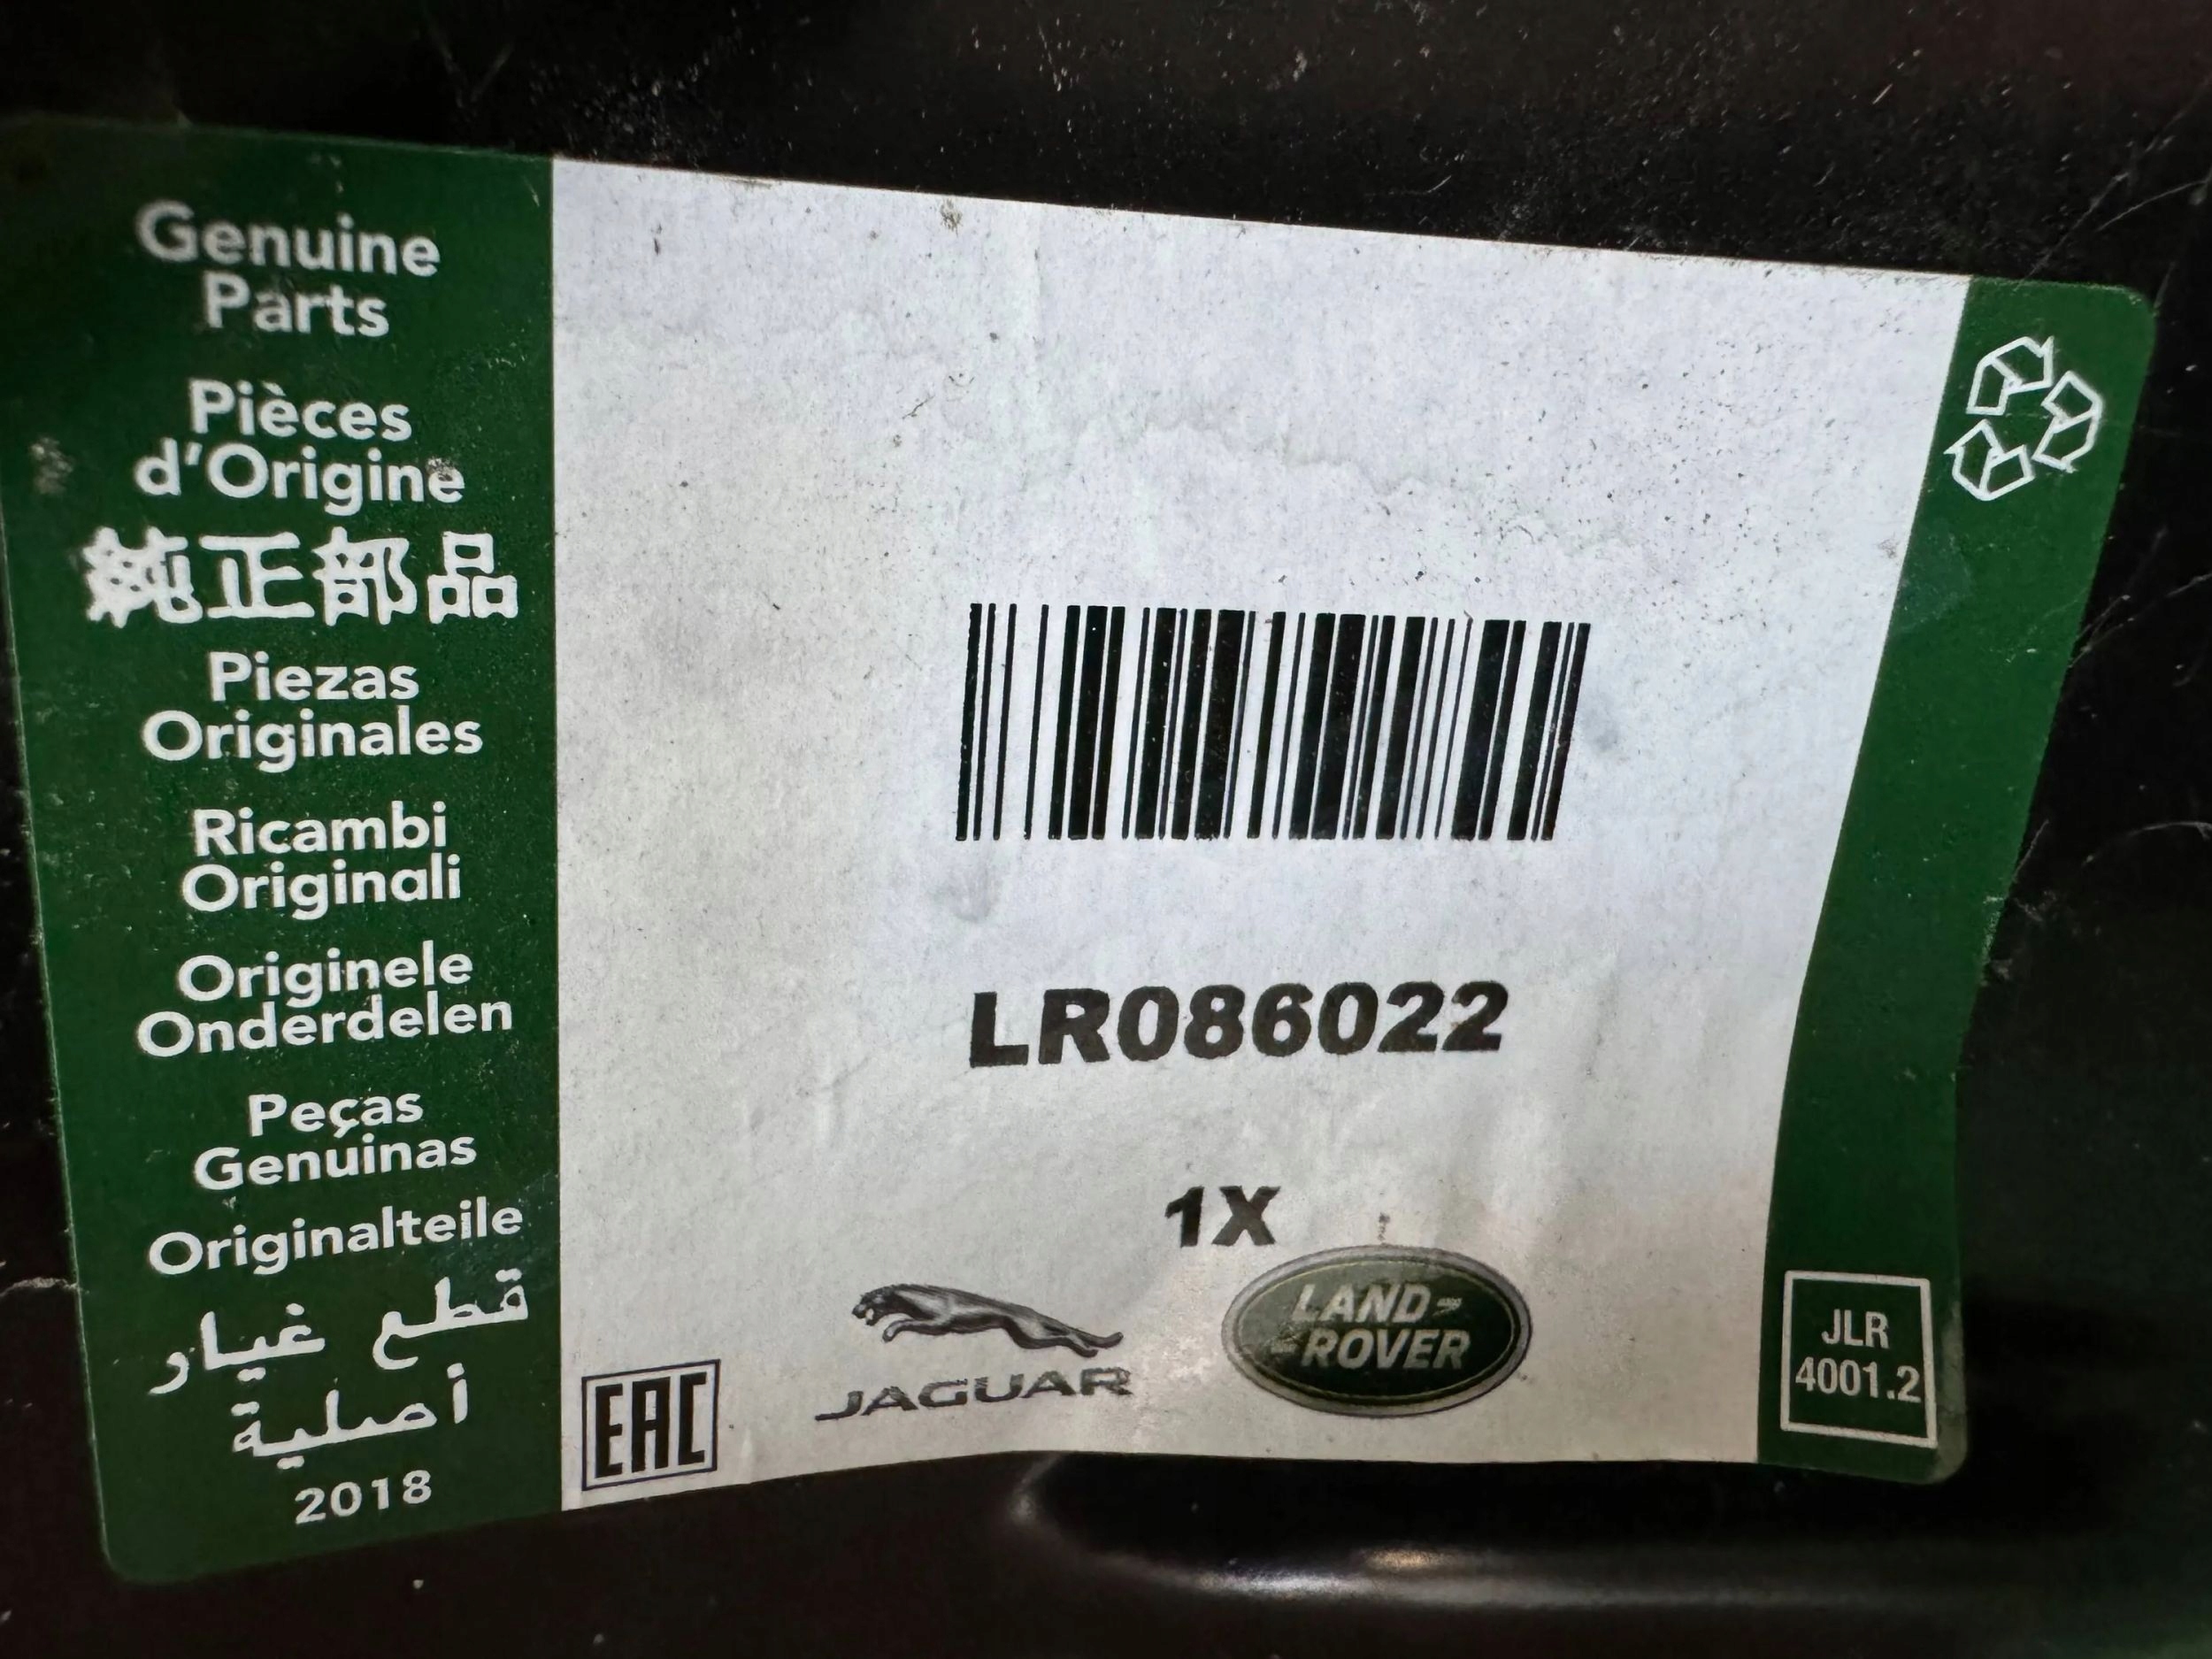 Genuine
Parts
Pièces
d'Origine
純正部品
Piezas
Originales
Ricambi
Originali
Originele
Onderdelen
Peças
Genuinas
Originalteile
قطع غيار
أصلية
2018
LR086022
1X
EAC
JAGUAR
LAND-
-ROVER
JLR
4001.2